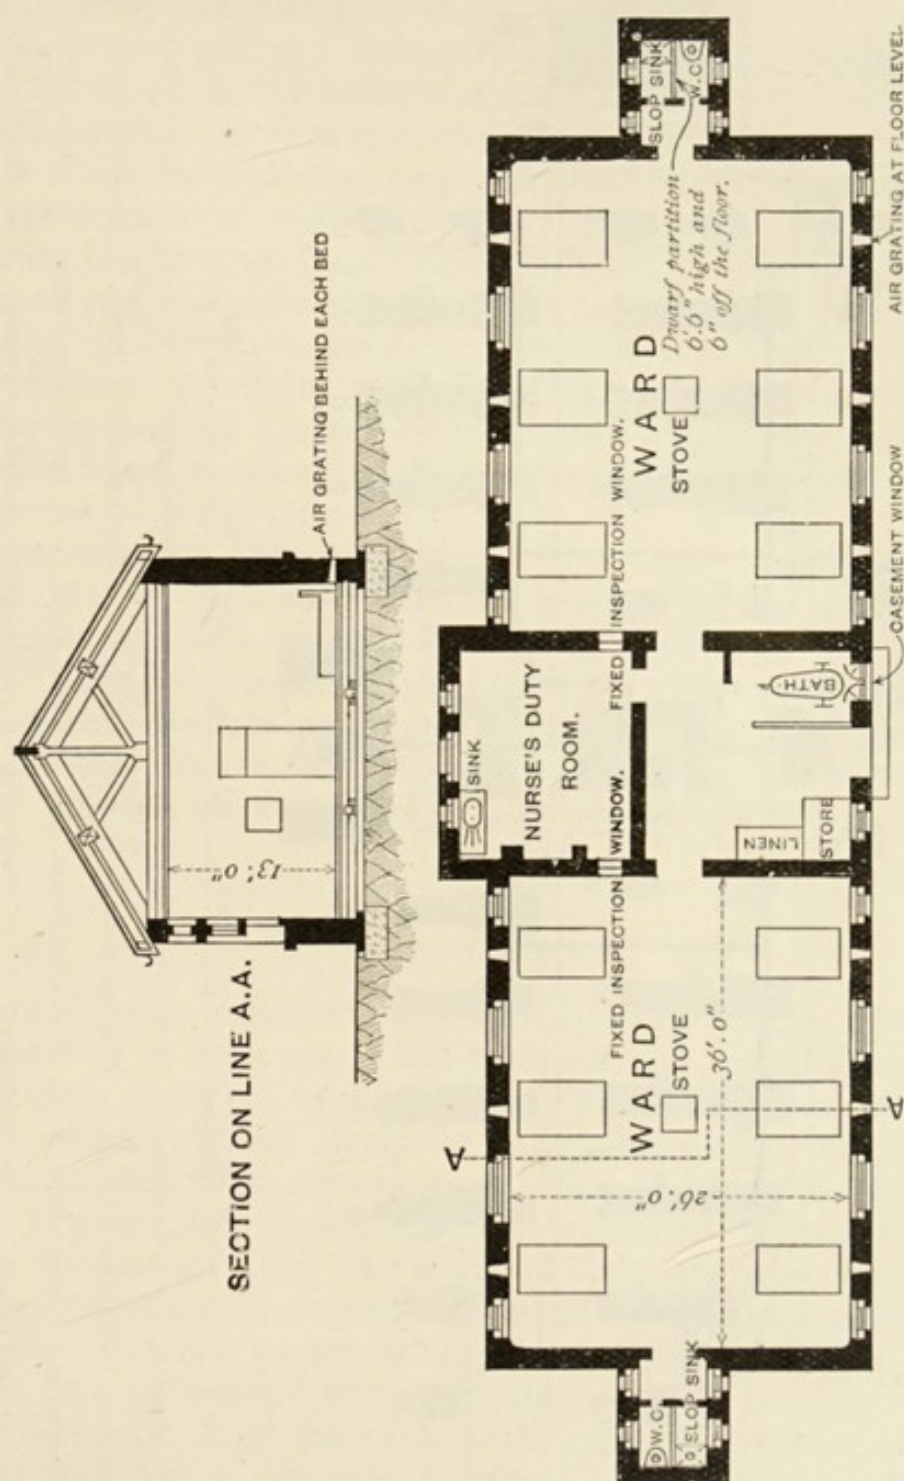 SECTION ON LINE A.A.
13'.0"
AIR GRATING BEHIND EACH BED
SINK
NURSE'S DUTY
ROOM.
FIXED INSPECTION WINDOW.
FIXED INSPECTION WINDOW.
A
WARD
STOVE
26'.0"
36'.0"
W.C.
SLOP SINK
LINEN
STORE
BATH
WARD
STOVE
Dwarf partition
6'.6" high and
6" off the floor.
SLOP SINK
W.C
A
CASEMENT WINDOW
AIR GRATING AT FLOOR LEVEL